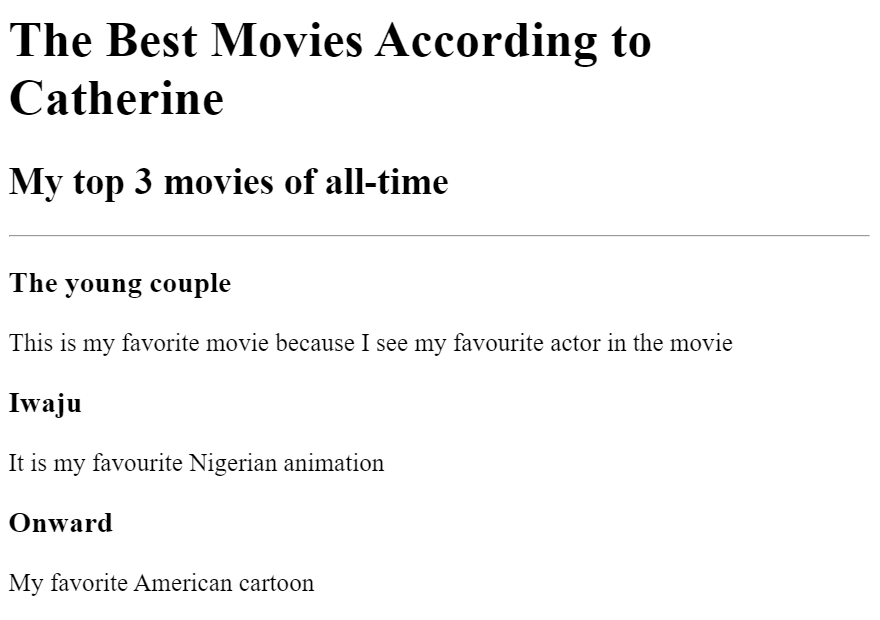 The Best Movies According to
Catherine
My top 3 movies of all-time
The young couple
This is my favorite movie because I see my favourite actor in the movie
Iwaju
It is my favourite Nigerian animation
Onward
My favorite American cartoon